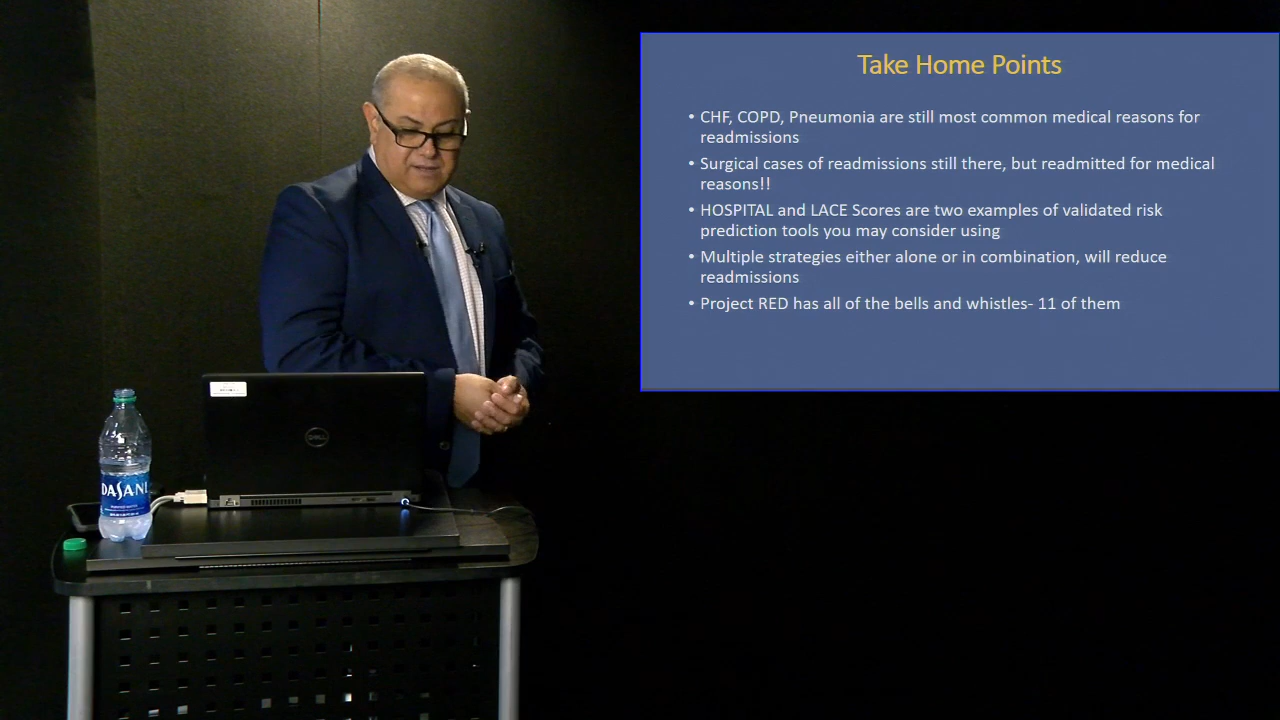 Take Home Points
• CHF, COPD, Pneumonia are still most common medical reasons for
readmissions
• Surgical cases of readmissions still there, but readmitted for medical
reasons!!
• HOSPITAL and LACE Scores are two examples of validated risk
prediction tools you may consider using
• Multiple strategies either alone or in combination, will reduce
readmissions
• Project RED has all of the bells and whistles- 11 of them
DELL
DASANI